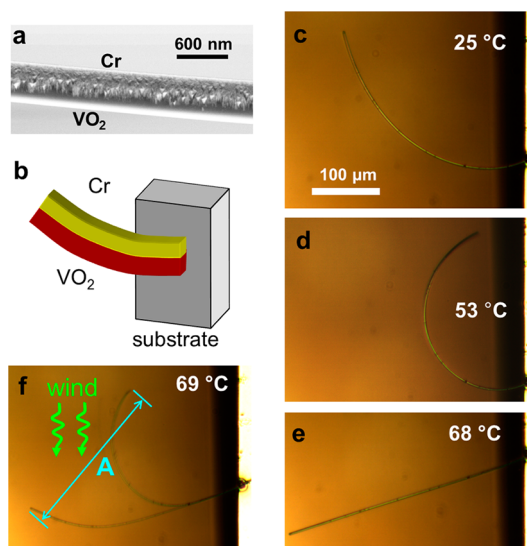 a
600 nm
Cr
VO₂
b
Cr
VO₂
substrate
c
25 °C
100 µm
d
53 °C
e
68 °C
f
69 °C
wind
A